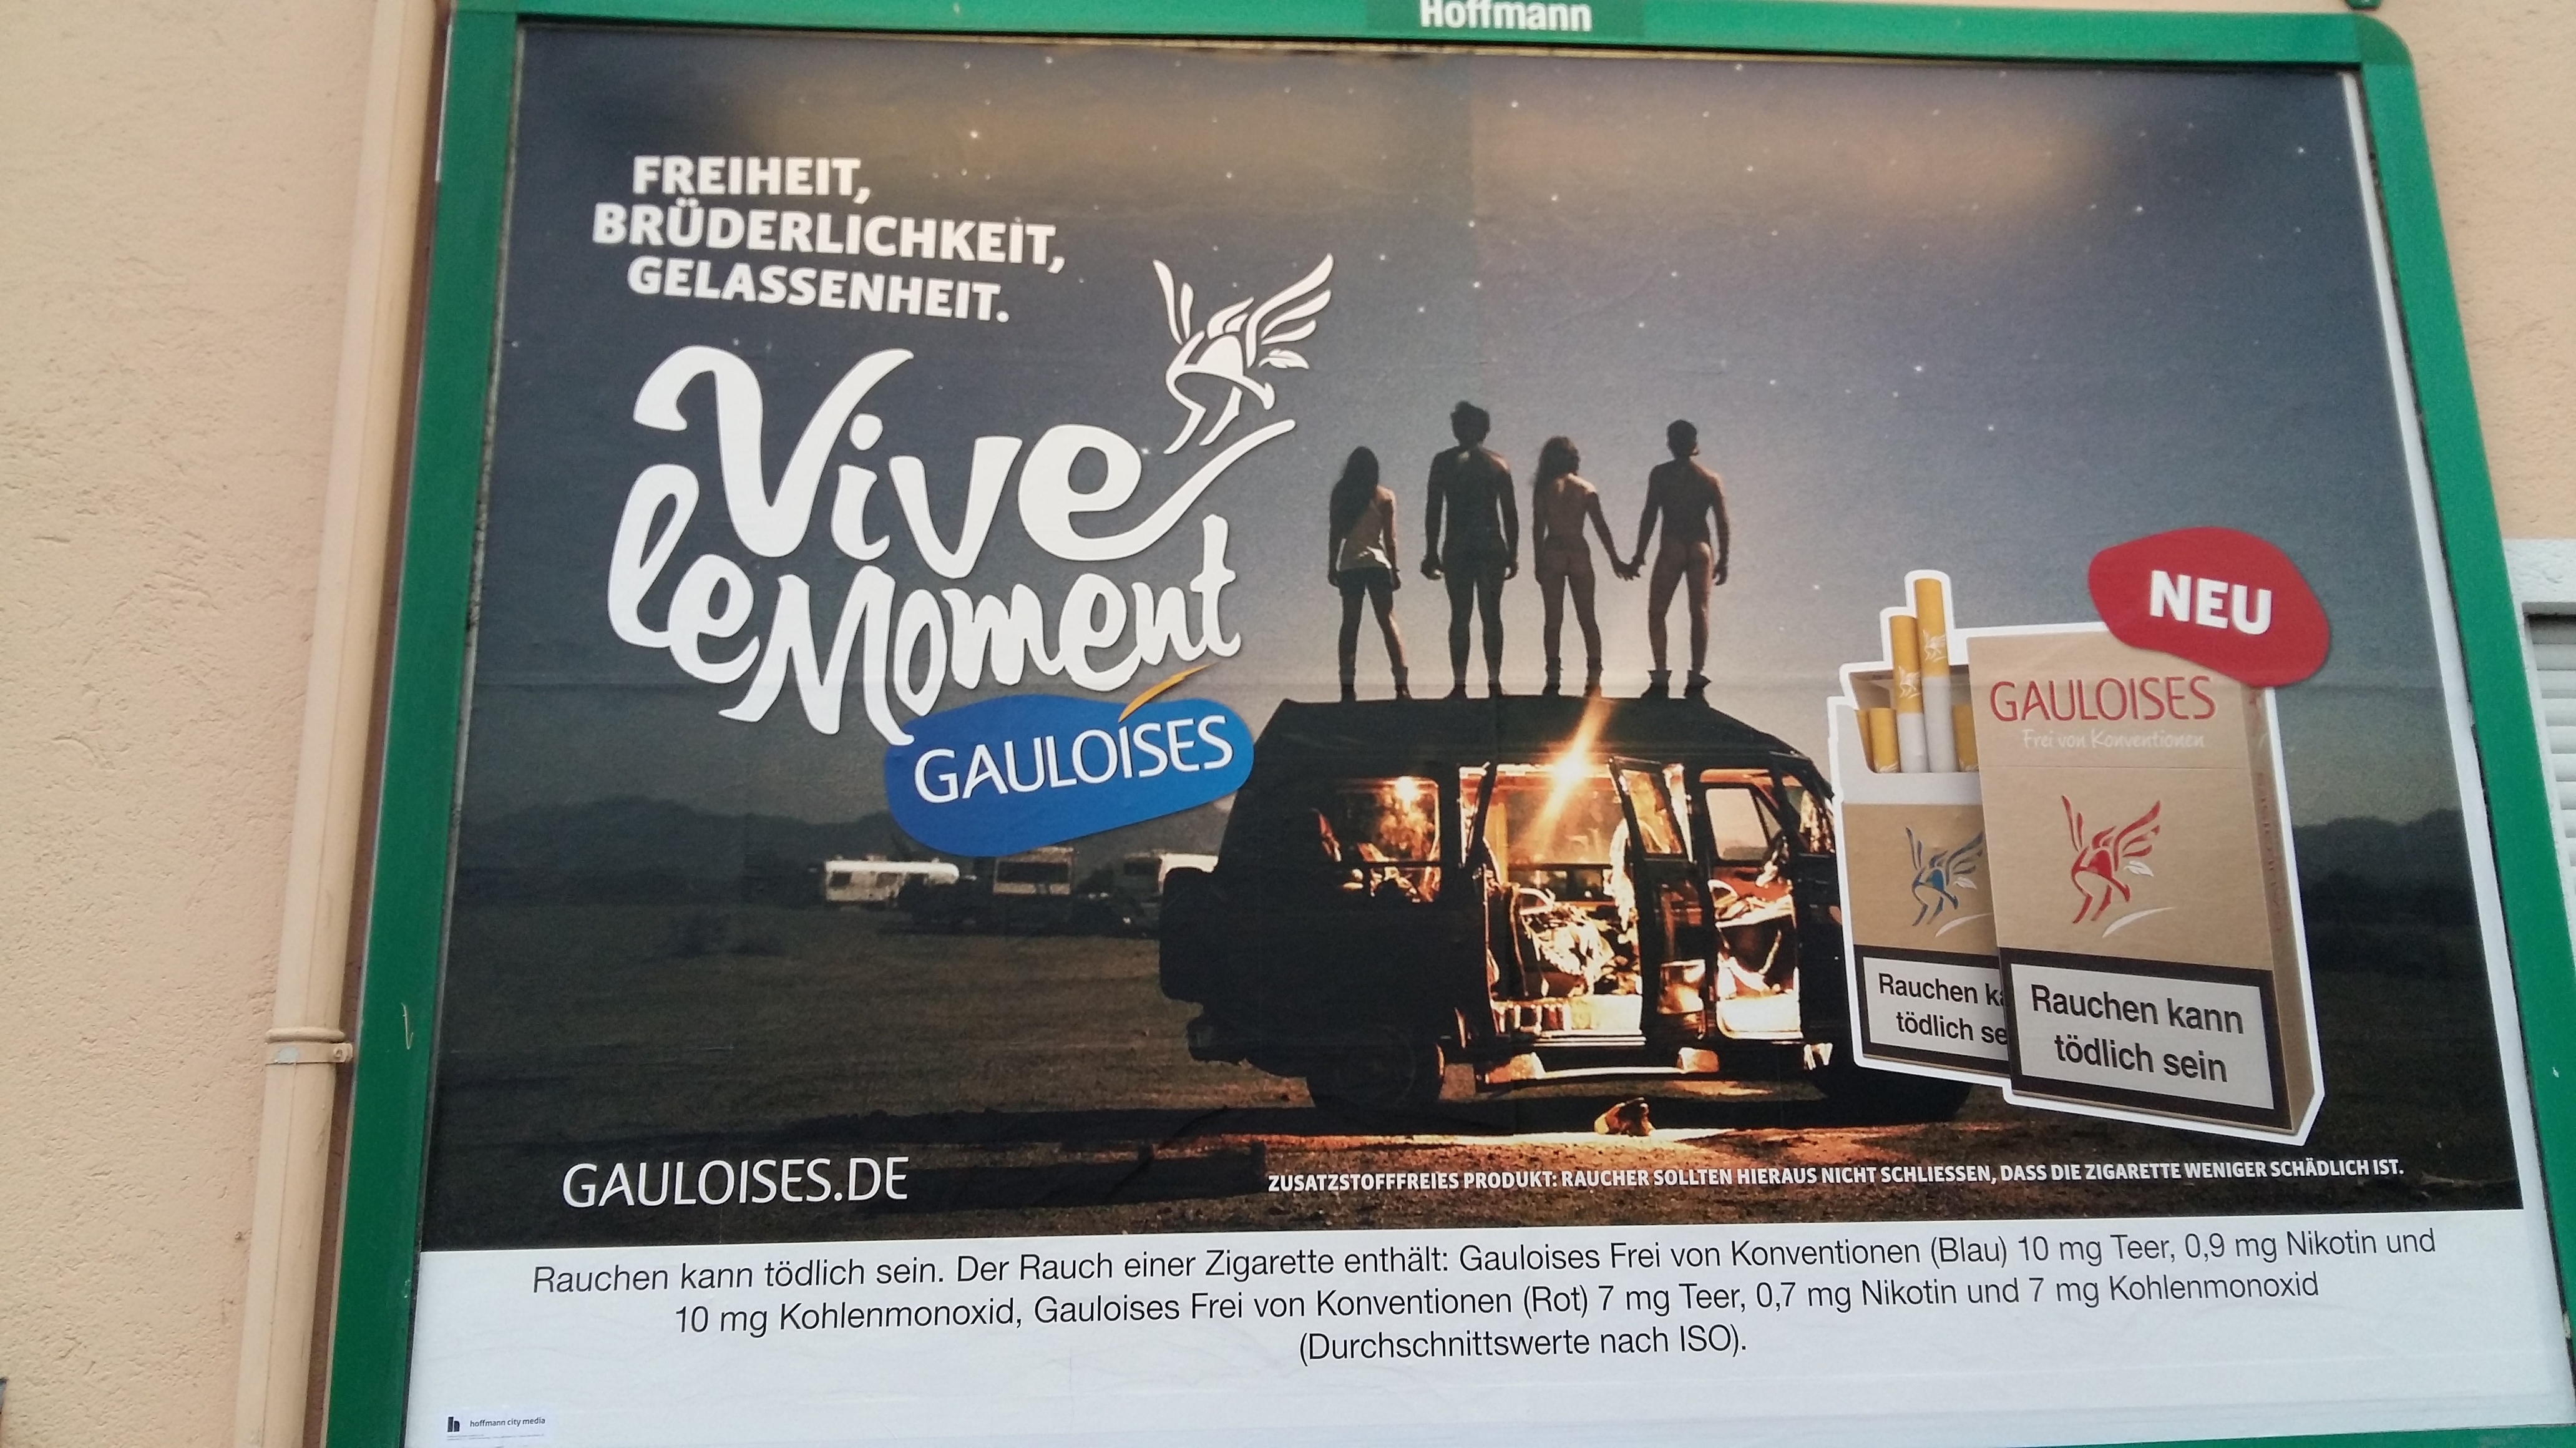 Hoffmann
FREIHEIT,
BRÜDERLICHKEIT,
GELASSENHEIT.
Vive
le Moment
GAULOISES
NEU
GAULOISES
Frei von Konventionen
Rauchen ka
tödlich se
Rauchen kann
tödlich sein
GAULOISES.DE
ZUSATZSTOFFFREIES PRODUKT: RAUCHER SOLLTEN HIERAUS NICHT SCHLIESSEN, DASS DIE ZIGARETTE WENIGER SCHÄDLICH IST.
Rauchen kann tödlich sein. Der Rauch einer Zigarette enthält: Gauloises Frei von Konventionen (Blau) 10 mg Teer, 0,9 mg Nikotin und
10 mg Kohlenmonoxid, Gauloises Frei von Konventionen (Rot) 7 mg Teer, 0,7 mg Nikotin und 7 mg Kohlenmonoxid
(Durchschnittswerte nach ISO).
hoffmann city media